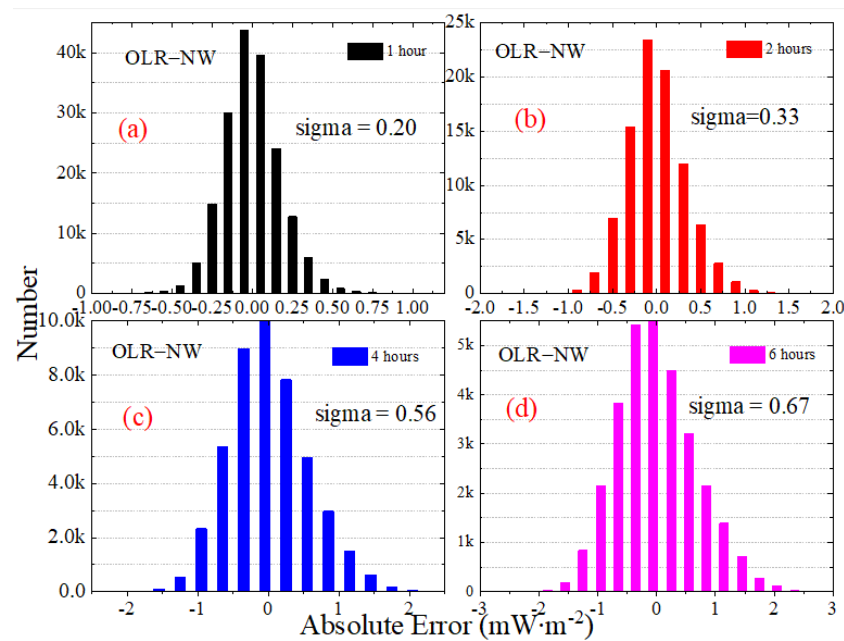 40k
30k
20k
10k
0
OLR−NW
1 hour
(a)
sigma = 0.20
-1.00 -0.75 -0.50 -0.25 0.00 0.25 0.50 0.75 1.00
25k
20k
15k
10k
5k
0
OLR−NW
2 hours
(b)
sigma=0.33
-2.0 -1.5 -1.0 -0.5 0.0 0.5 1.0 1.5 2.0
Number
10.0k
8.0k
6.0k
4.0k
2.0k
0.0
OLR−NW
4 hours
(c)
sigma = 0.56
-2 -1 0 1 2
5k
4k
3k
2k
1k
0
OLR−NW
6 hours
(d)
sigma = 0.67
-3 -2 -1 0 1 2 3
Absolute Error (mW·m⁻²)